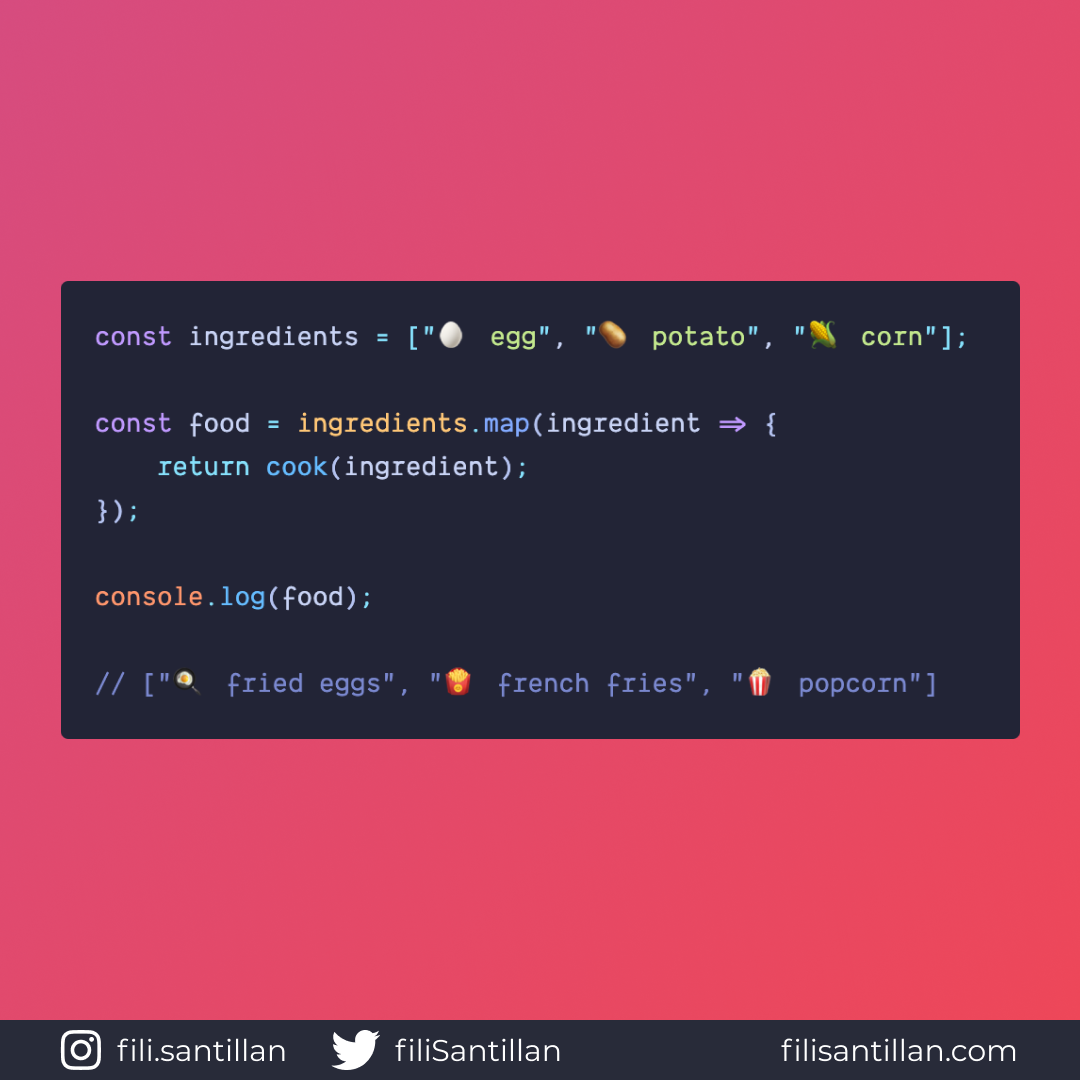 const ingredients = ["🥚 egg", "🥔 potato", "🌽 corn"];
const food = ingredients.map(ingredient => {
    return cook(ingredient);
});
console.log(food);
// ["🍳 fried eggs", "🍟 french fries", "🍿 popcorn"]
fili.santillan filiSantillan filisantillan.com